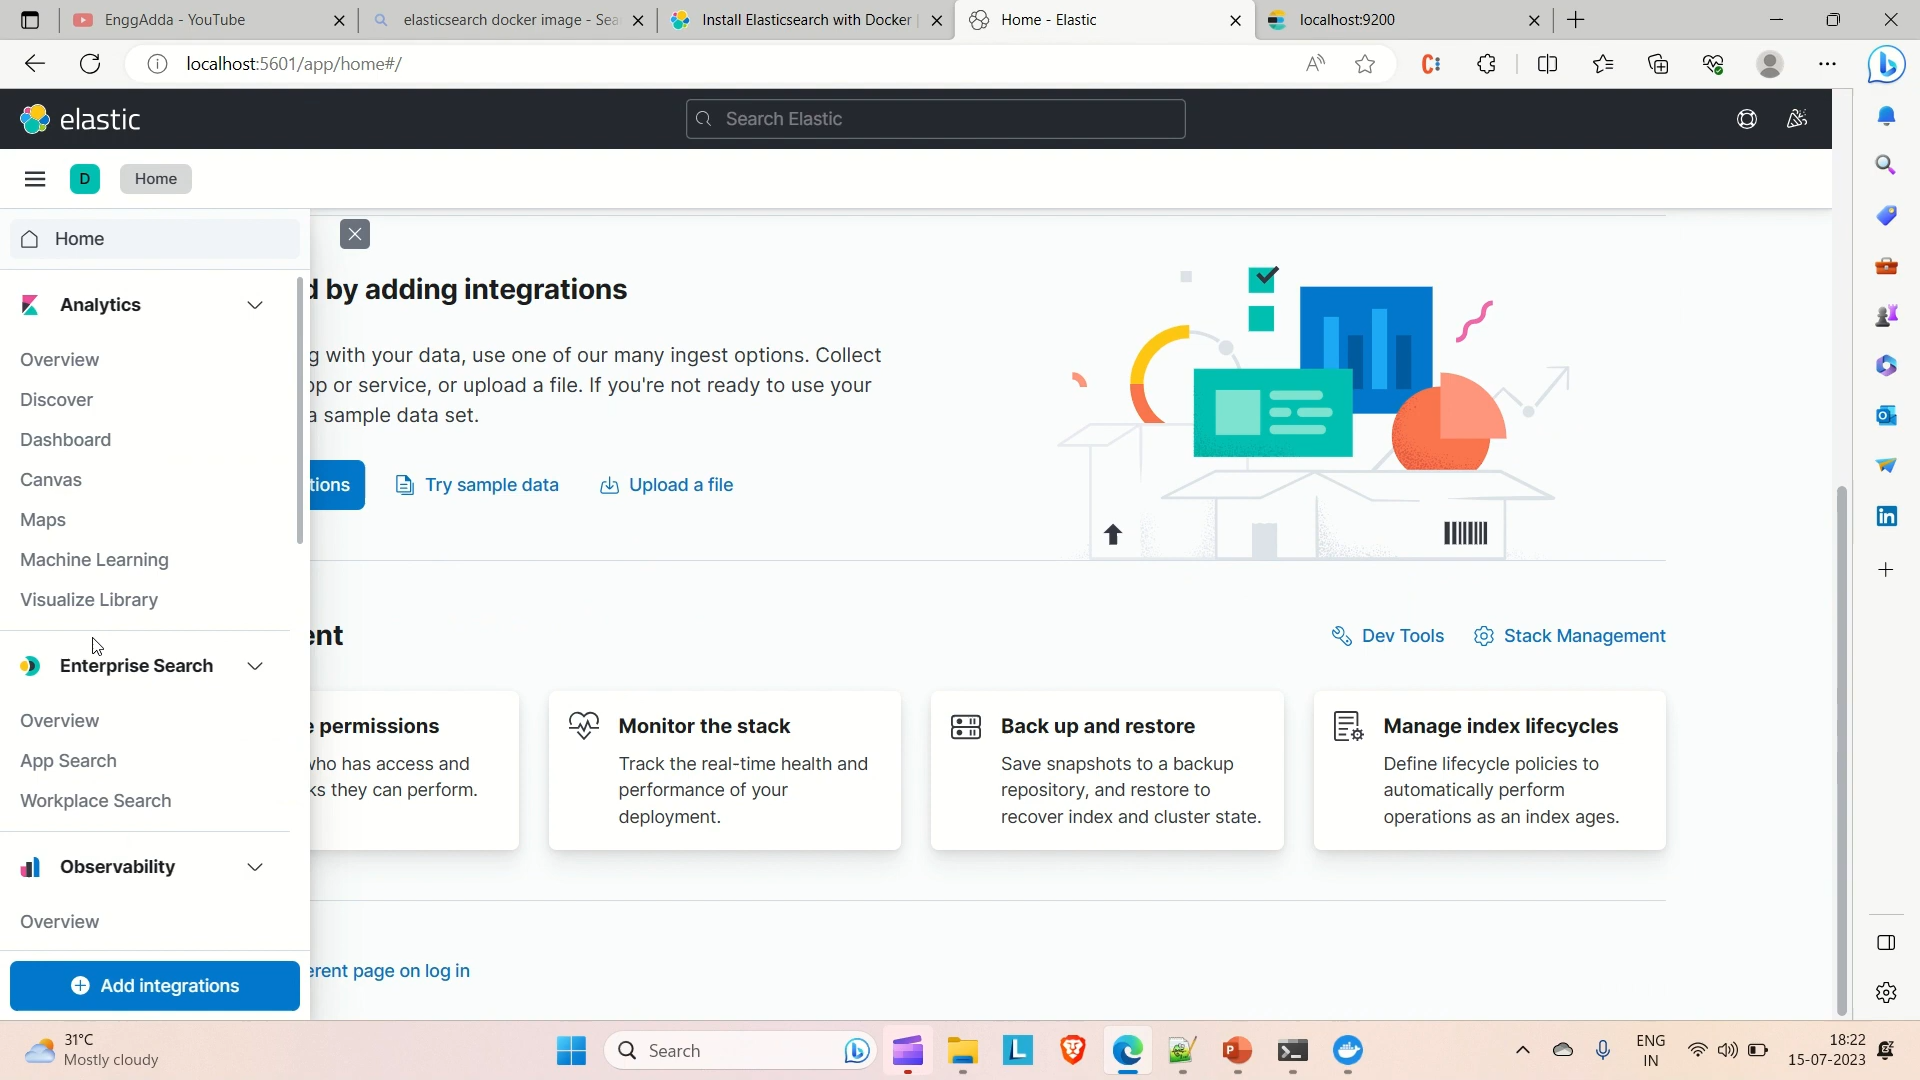 EnggAdda - YouTube
elasticsearch docker image - Sea
Install Elasticsearch with Docker
Home - Elastic
localhost:9200
localhost:5601/app/home#/
elastic
Search Elastic
D
Home
Home
Analytics
Overview
Discover
Dashboard
Canvas
Maps
Machine Learning
Visualize Library
Enterprise Search
Overview
App Search
Workplace Search
Observability
Overview
Add integrations
d by adding integrations
g with your data, use one of our many ingest options. Collect
op or service, or upload a file. If you're not ready to use your
a sample data set.
tions
Try sample data
Upload a file
ent
Dev Tools
Stack Management
e permissions
who has access and
ks they can perform.
Monitor the stack
Track the real-time health and
performance of your
deployment.
Back up and restore
Save snapshots to a backup
repository, and restore to
recover index and cluster state.
Manage index lifecycles
Define lifecycle policies to
automatically perform
operations as an index ages.
erent page on log in
31°C
Mostly cloudy
Search
ENG
IN
18:22
15-07-2023